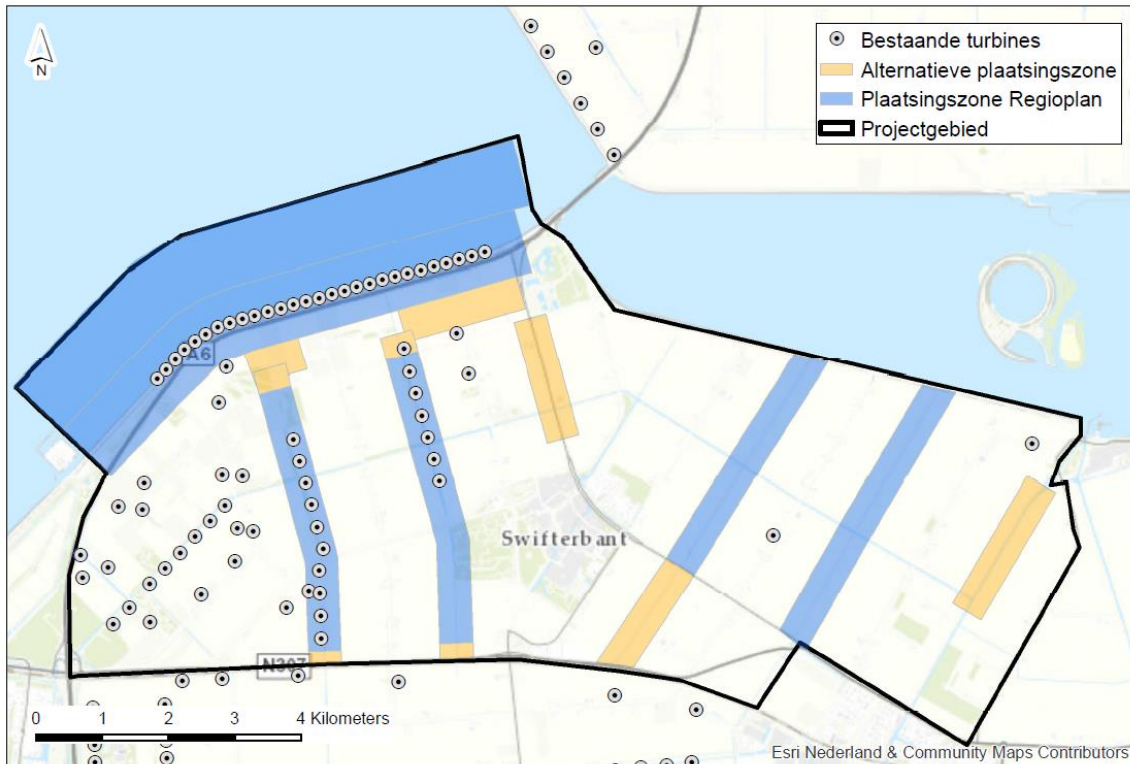 N
Bestaande turbines
Alternatieve plaatsingszone
Plaatsingszone Regioplan
Projectgebied
A6
Swifterbant
N307
0 1 2 3 4 Kilometers
Esri Nederland & Community Maps Contributors